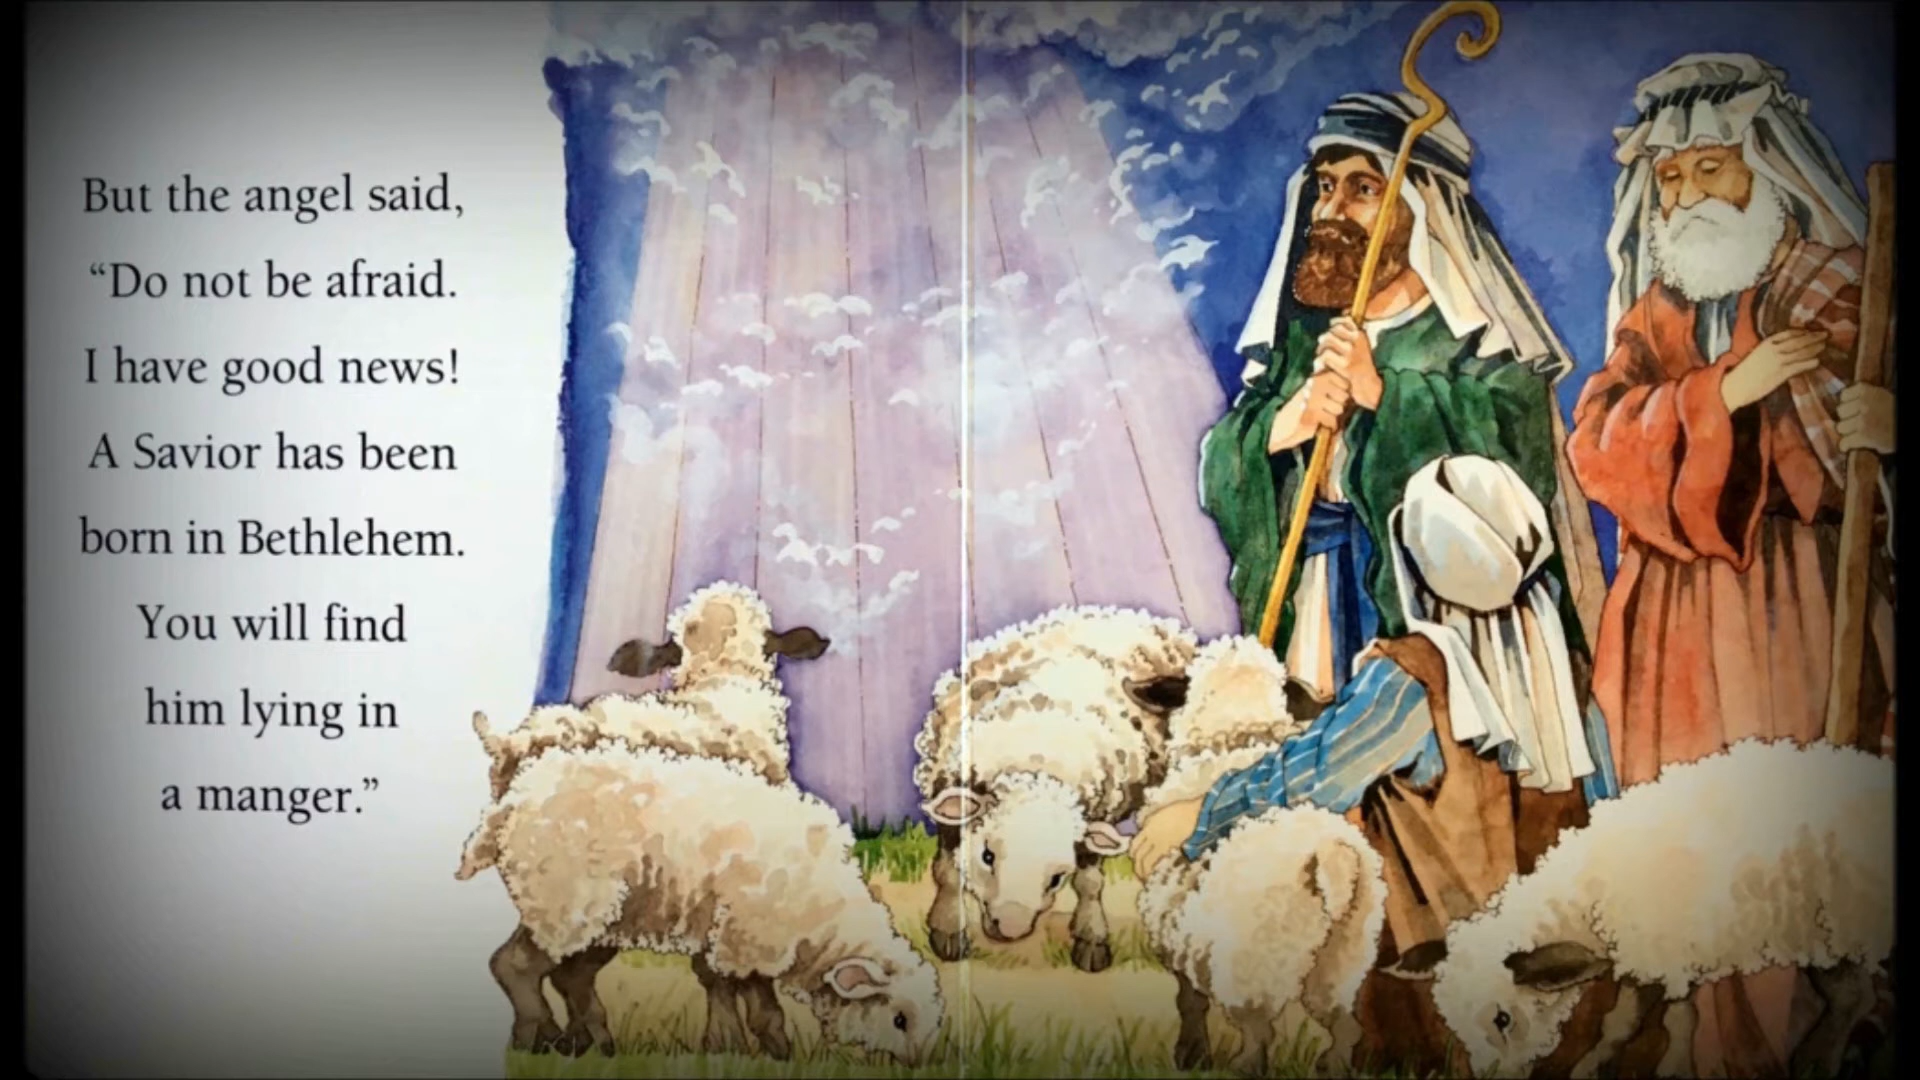 But the angel said,
“Do not be afraid.
I have good news!
A Savior has been
born in Bethlehem.
You will find
him lying in
a manger.”